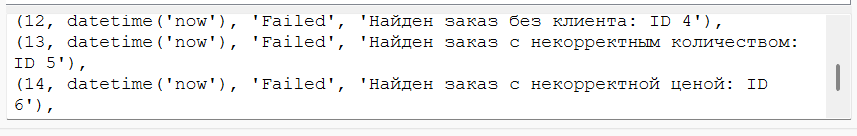 (12, datetime('now'), 'Failed', 'Найден заказ без клиента: ID 4'),
(13, datetime('now'), 'Failed', 'Найден заказ с некорректным количеством:
ID 5'),
(14, datetime('now'), 'Failed', 'Найден заказ с некорректной ценой: ID
6'),